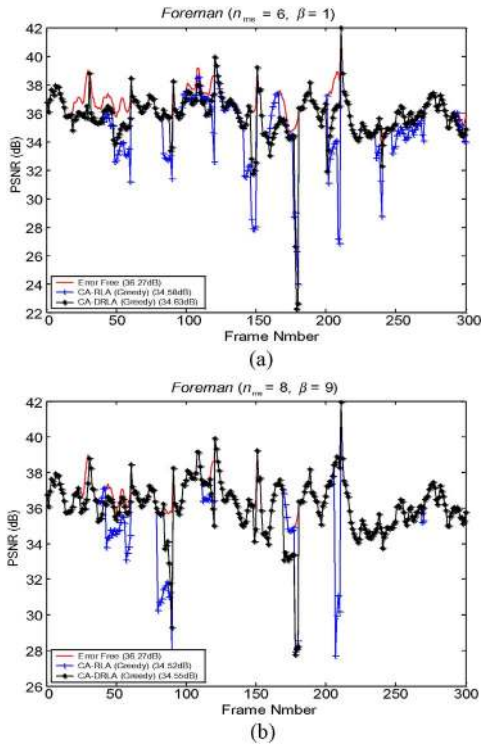 Foreman (n_ms = 6, β = 1)
42
40
38
36
34
32
30
28
26
24
22
PSNR (dB)
Error Free (36.27dB)
CA-RLA (Greedy) (34.58dB)
CA-DRLA (Greedy) (34.63dB)
0
50
100
150
200
250
300
Frame Nmber
(a)
Foreman (n_ms = 8, β = 9)
42
40
38
36
34
32
30
28
26
PSNR (dB)
Error Free (36.27dB)
CA-RLA (Greedy) (34.52dB)
CA-DRLA (Greedy) (34.55dB)
0
50
100
150
200
250
300
Frame Nmber
(b)